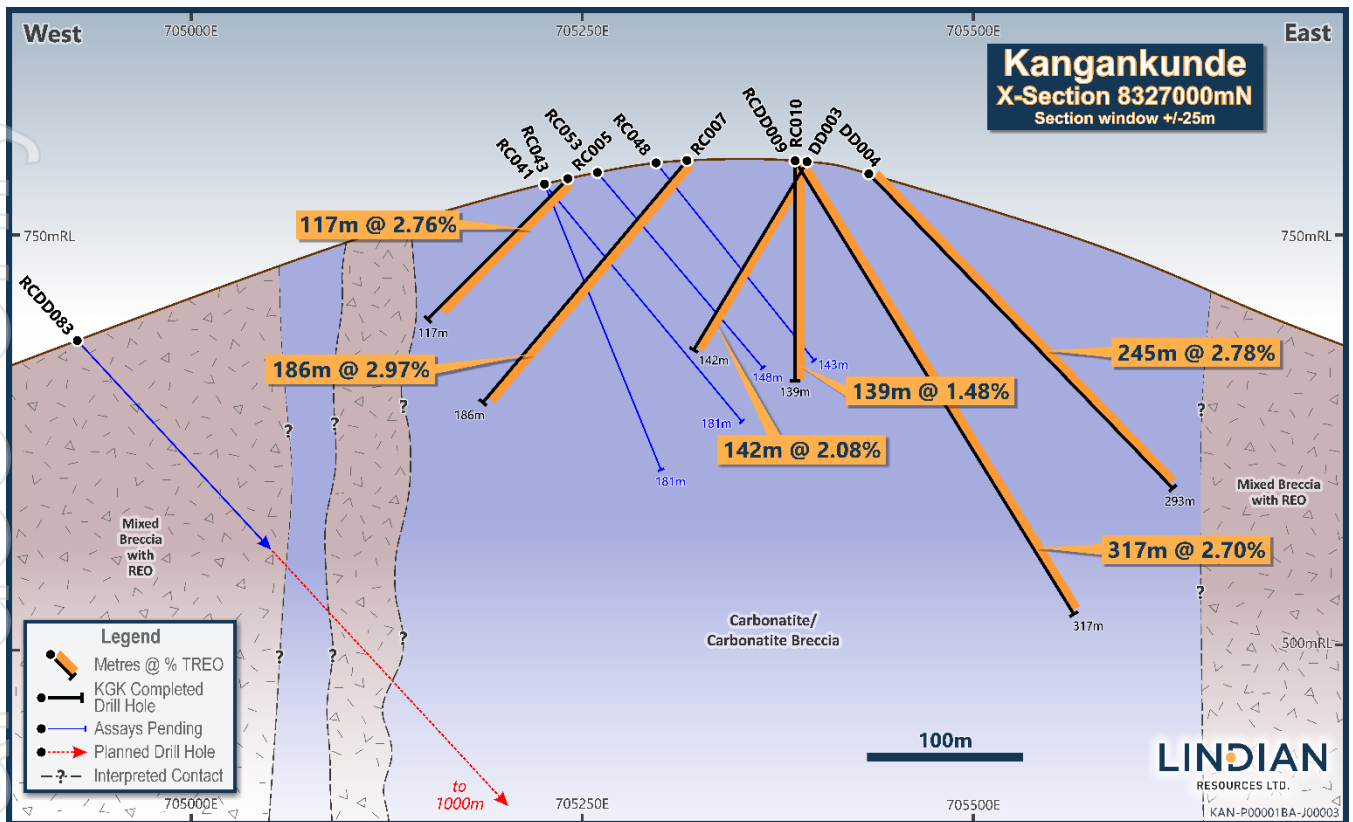 705000E
705250E
705500E
West
East
Kangankunde
X-Section 8327000mN
Section window +/-25m
RCDD083
RC041
RC043
RC053
RC005
RC048
RC007
RCDD009
RC010
DD003
DD004
750mRL
750mRL
117m @ 2.76%
117m
186m @ 2.97%
186m
142m
148m
143m
139m
139m @ 1.48%
245m @ 2.78%
181m
142m @ 2.08%
181m
293m
317m @ 2.70%
317m
?
?
?
?
?
?
?
?
Mixed
Breccia
with
REO
Mixed Breccia
with REO
Carbonatite/
Carbonatite Breccia
500mRL
Legend
Metres @ % TREO
KGK Completed
Drill Hole
Assays Pending
Planned Drill Hole
-?- Interpreted Contact
to
1000m
100m
LINDIAN
RESOURCES LTD.
705000E
705250E
705500E
KAN-P00001BA-J00003